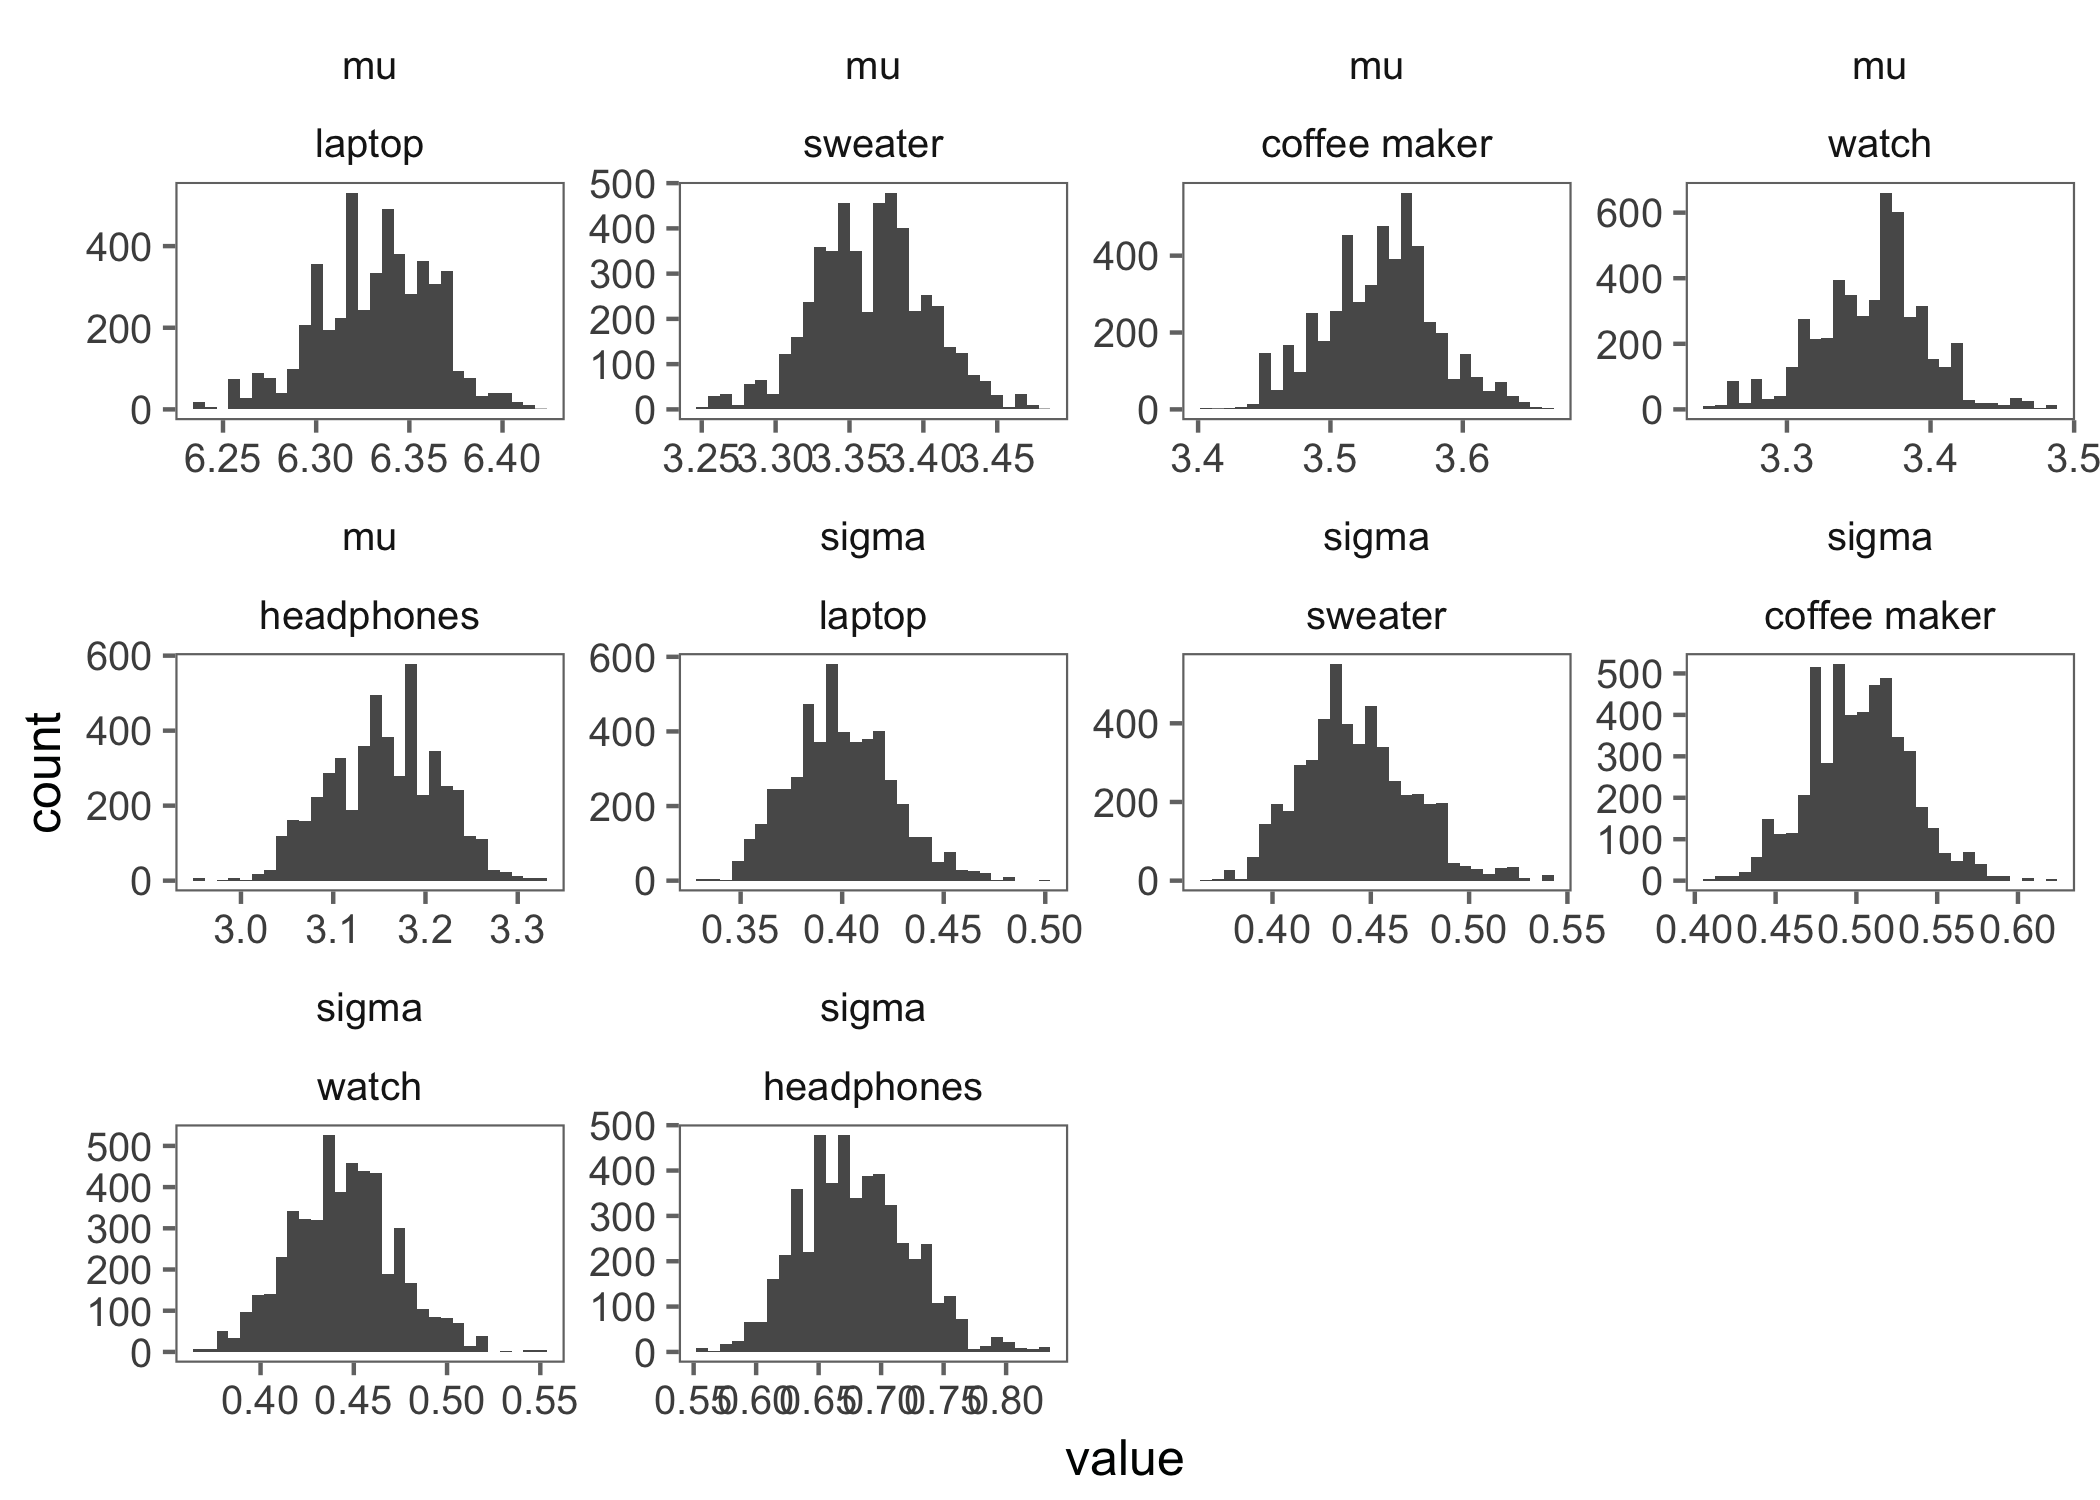 mu mu mu mu
laptop sweater coffee maker watch
500
400
300
200
100
0
400
200
0
400
200
0
600
400
200
0
6.25 6.30 6.35 6.40
3.25 3.30 3.35 3.40 3.45
3.4 3.5 3.6
3.3 3.4 3.5
mu sigma sigma sigma
headphones laptop sweater coffee maker
count
600
400
200
0
600
400
200
0
400
200
0
500
400
300
200
100
0
3.0 3.1 3.2 3.3
0.35 0.40 0.45 0.50
0.40 0.45 0.50 0.55
0.40 0.45 0.50 0.55 0.60
sigma sigma
watch headphones
500
400
300
200
100
0
500
400
300
200
100
0
0.40 0.45 0.50 0.55
0.55 0.60 0.65 0.70 0.75 0.80
value